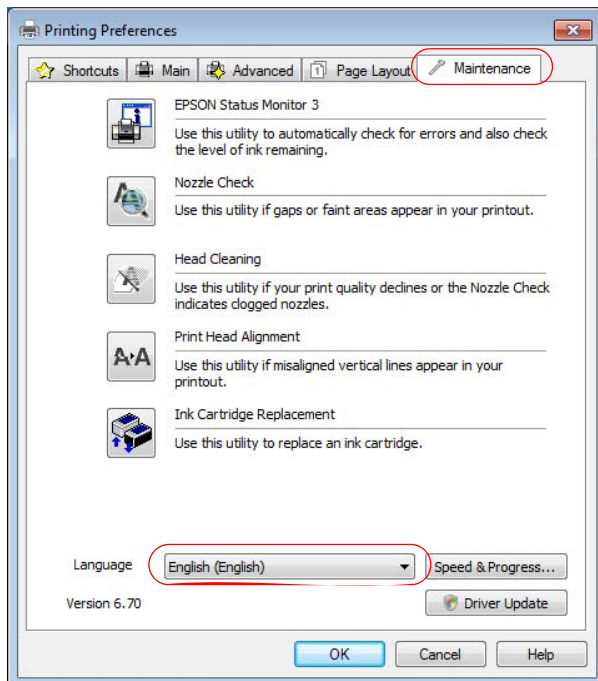 Printing Preferences
Shortcuts Main Advanced 1 Page Layout Maintenance
EPSON Status Monitor 3
Use this utility to automatically check for errors and also check
the level of ink remaining.
Nozzle Check
Use this utility if gaps or faint areas appear in your printout.
Head Cleaning
Use this utility if your print quality declines or the Nozzle Check
indicates clogged nozzles.
Print Head Alignment
A A
Use this utility if misaligned vertical lines appear in your
printout.
Ink Cartridge Replacement
Use this utility to replace an ink cartridge.
Language English (English) Speed & Progress...
Version 6.70 Driver Update
OK Cancel Help